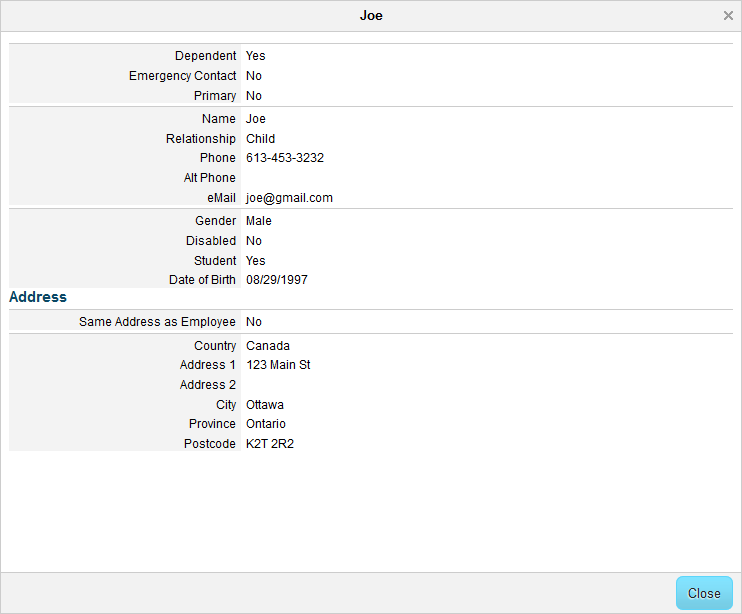 Joe ×
Dependent Yes
Emergency Contact No
Primary No
Name Joe
Relationship Child
Phone 613-453-3232
Alt Phone
eMail joe@gmail.com
Gender Male
Disabled No
Student Yes
Date of Birth 08/29/1997
Address
Same Address as Employee No
Country Canada
Address 1 123 Main St
Address 2
City Ottawa
Province Ontario
Postcode K2T 2R2
Close